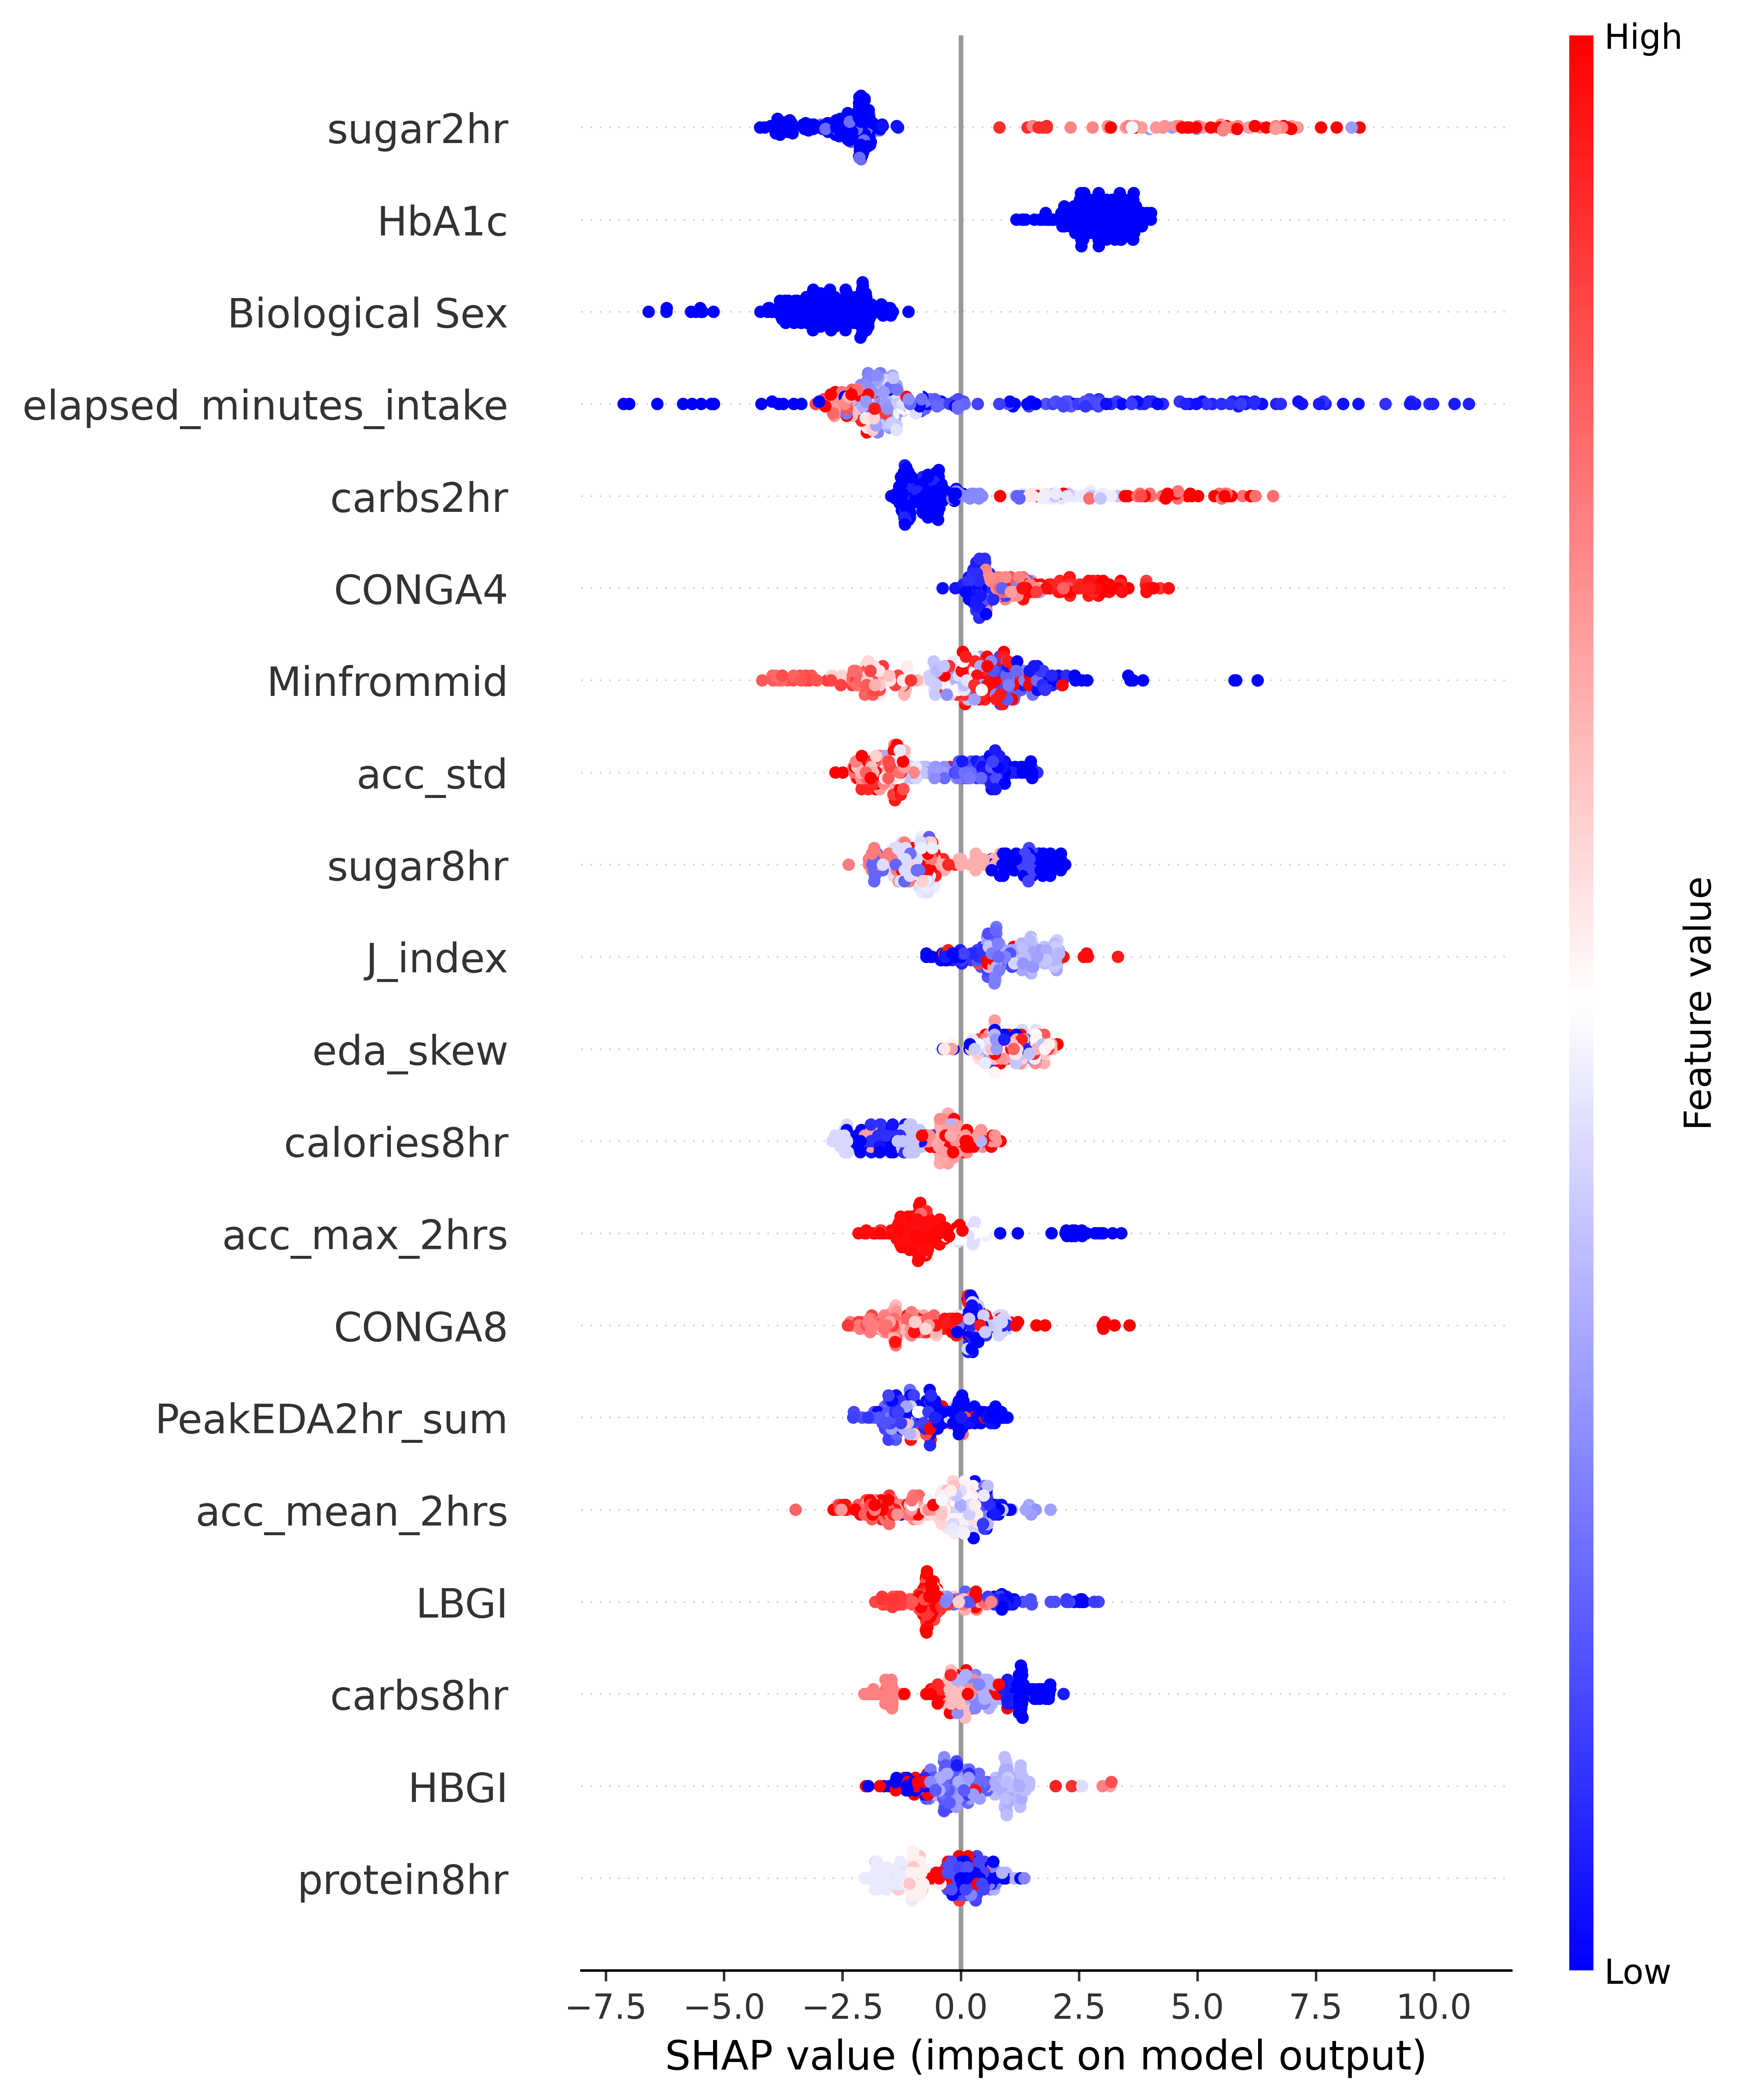 High
sugar2hr
HbA1c
Biological Sex
elapsed_minutes_intake
carbs2hr
CONGA4
Minfrommid
acc_std
sugar8hr
J_index
eda_skew
calories8hr
acc_max_2hrs
CONGA8
PeakEDA2hr_sum
acc_mean_2hrs
LBGI
carbs8hr
HBGI
protein8hr
Feature value
Low
−7.5 −5.0 −2.5 0.0 2.5 5.0 7.5 10.0
SHAP value (impact on model output)